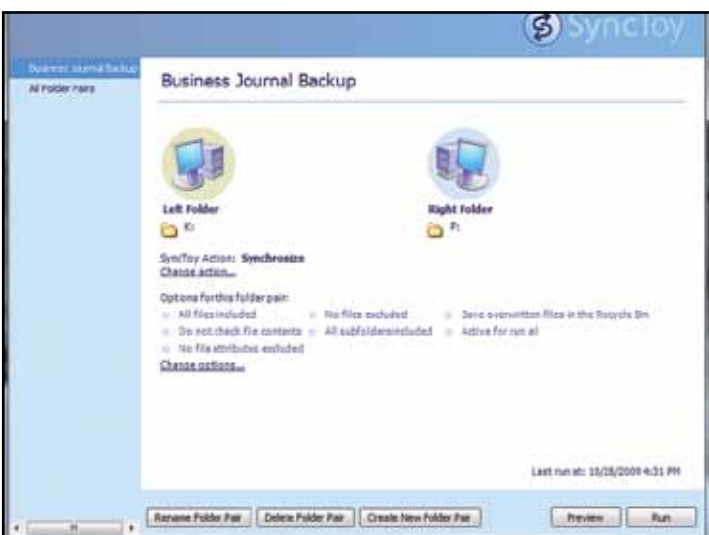 SyncToy
Business Journal Backup
All Folder Pairs
Business Journal Backup
Left Folder
Right Folder
K:
F:
SyncToy Action: Synchronize
Change action...
Options for this folder pair:
All files included
No files excluded
Save overwritten files in the Recycle Bin
Do not check file contents
All subfolders included
Active for run all
No file attributes excluded
Change options...
Last run at: 10/28/2009 4:31 PM
Rename Folder Pair
Delete Folder Pair
Create New Folder Pair
Preview
Run